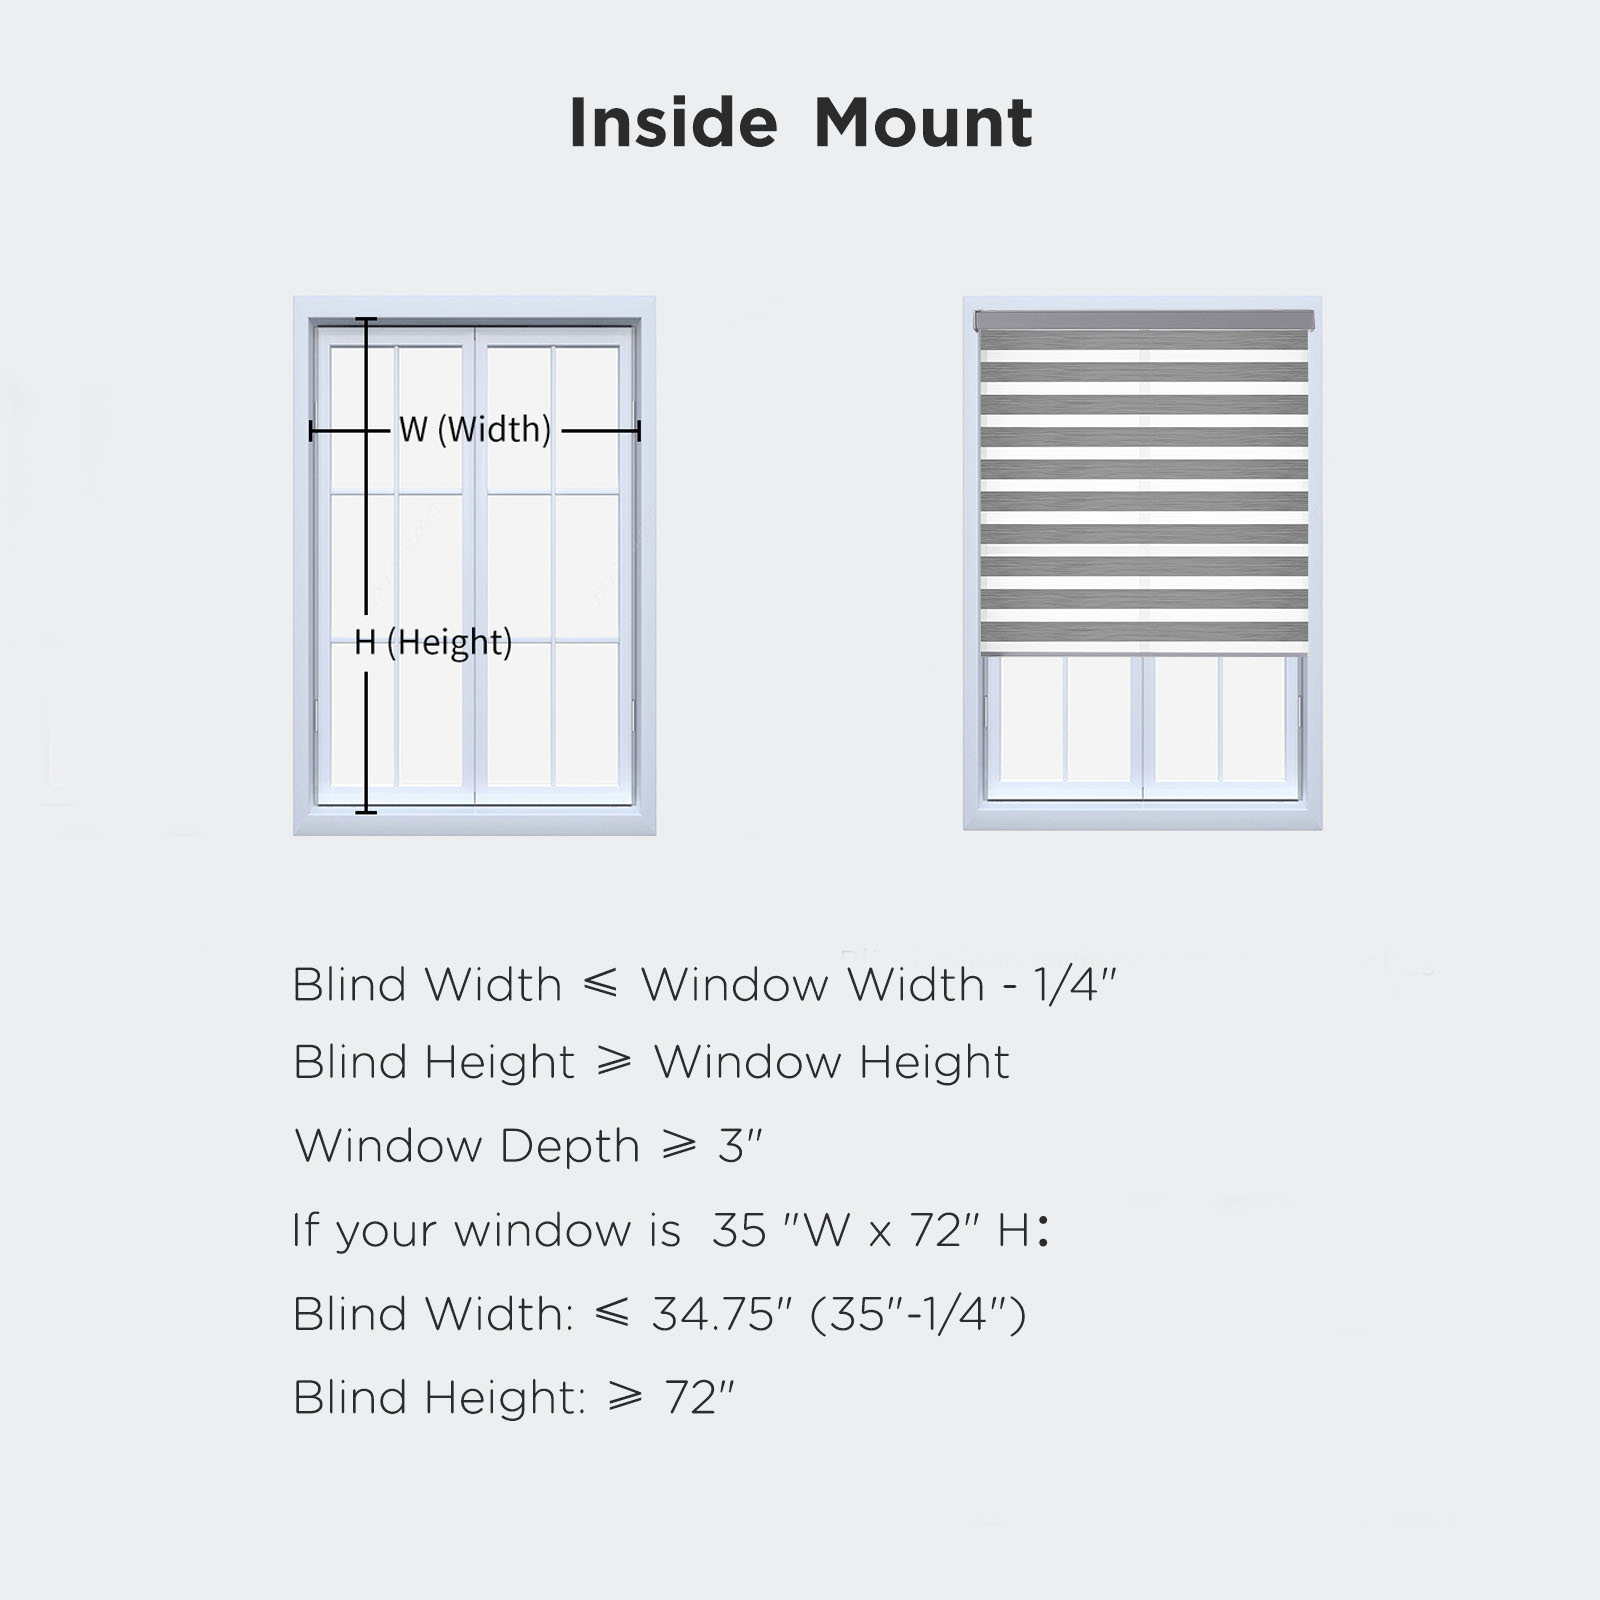 Inside Mount
W (Width)
H (Height)
Blind Width ⩽ Window Width - 1/4"
Blind Height ⩾ Window Height
Window Depth ⩾ 3"
If your window is 35 "W x 72" H：
Blind Width: ⩽ 34.75" (35"-1/4")
Blind Height: ⩾ 72"